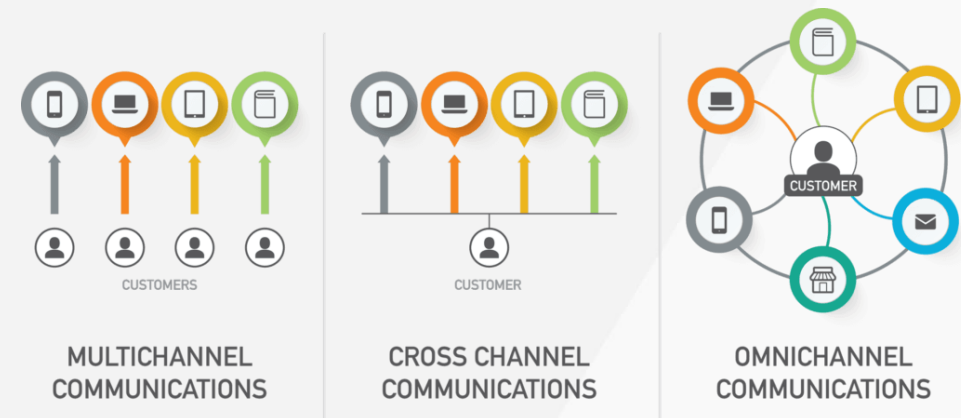 CUSTOMERS
MULTICHANNEL
COMMUNICATIONS
CUSTOMER
CROSS CHANNEL
COMMUNICATIONS
CUSTOMER
OMNICHANNEL
COMMUNICATIONS